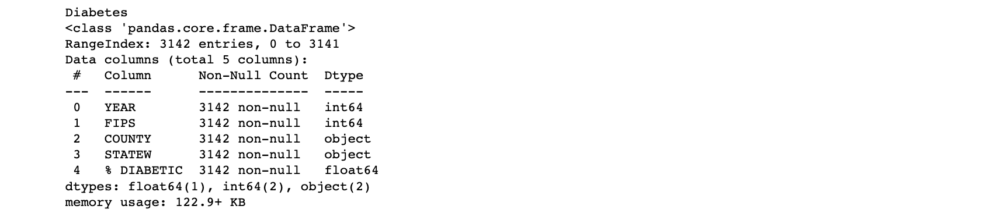 Diabetes
<class 'pandas.core.frame.DataFrame'>
RangeIndex: 3142 entries, 0 to 3141
Data columns (total 5 columns):
 #   Column      Non-Null Count  Dtype
---  ------      --------------  -----
 0   YEAR        3142 non-null   int64
 1   FIPS        3142 non-null   int64
 2   COUNTY      3142 non-null   object
 3   STATEW      3142 non-null   object
 4   % DIABETIC  3142 non-null   float64
dtypes: float64(1), int64(2), object(2)
memory usage: 122.9+ KB